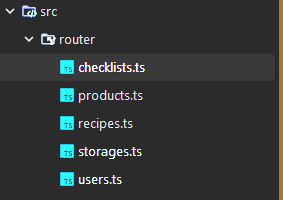 src
router
TS checklists.ts
TS products.ts
TS recipes.ts
TS storages.ts
TS users.ts